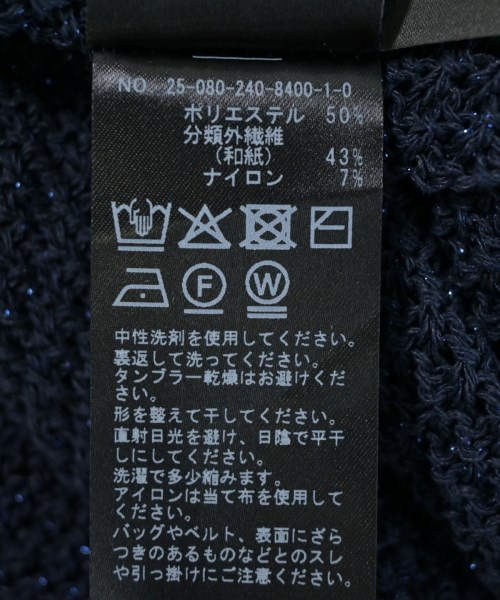 NO. 25-080-240-8400-1-0
ポリエステル 50%
分類外繊維
(和紙) 43%
ナイロン 7%
F W
中性洗剤を使用してください。
裏返して洗ってください。
タンブラー乾燥はお避けくだ
さい。
形を整えて干してください。
直射日光を避け、日陰で平干
しにしてください。
洗濯で多少縮みます。
アイロンは当て布を使用して
ください。
バッグやベルト、表面にざら
つきのあるものなどとのスレ
や引っ掛けにご注意ください。